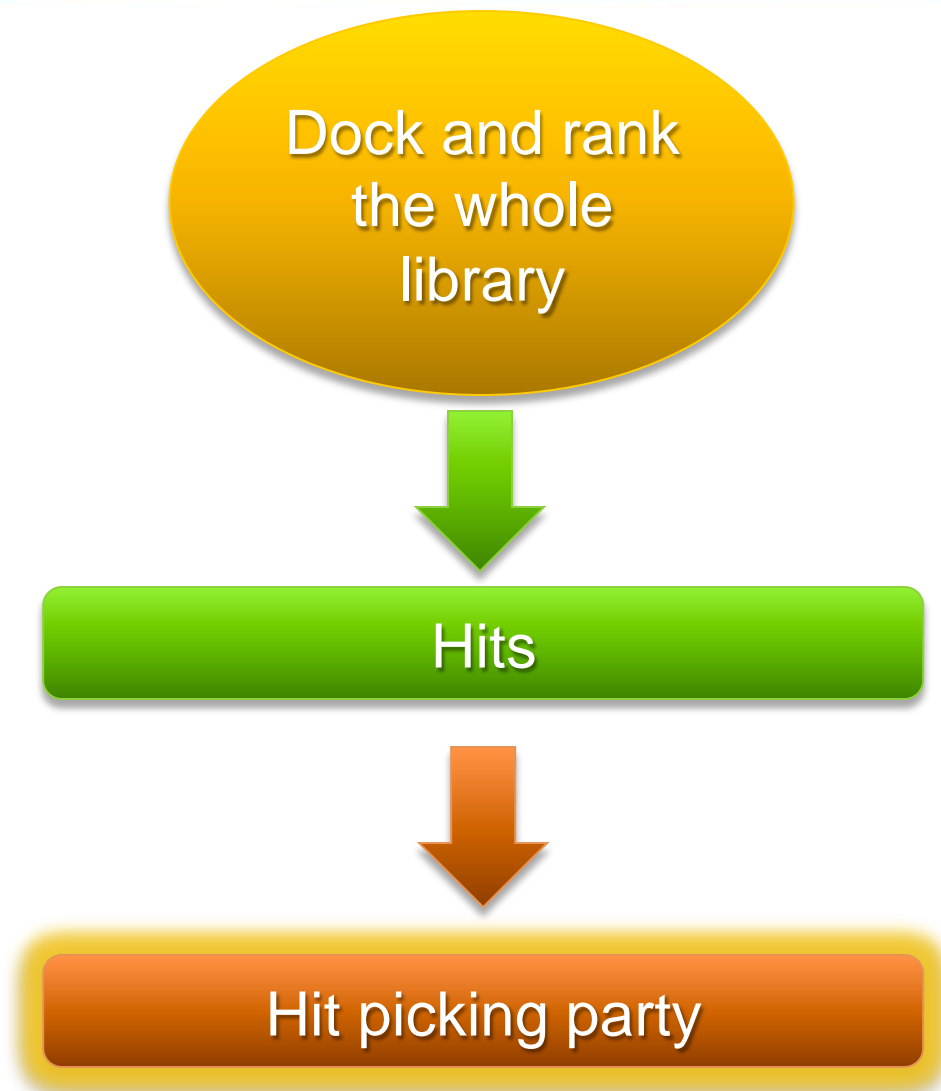 Dock and rank
the whole
library
Hits
Hit picking party